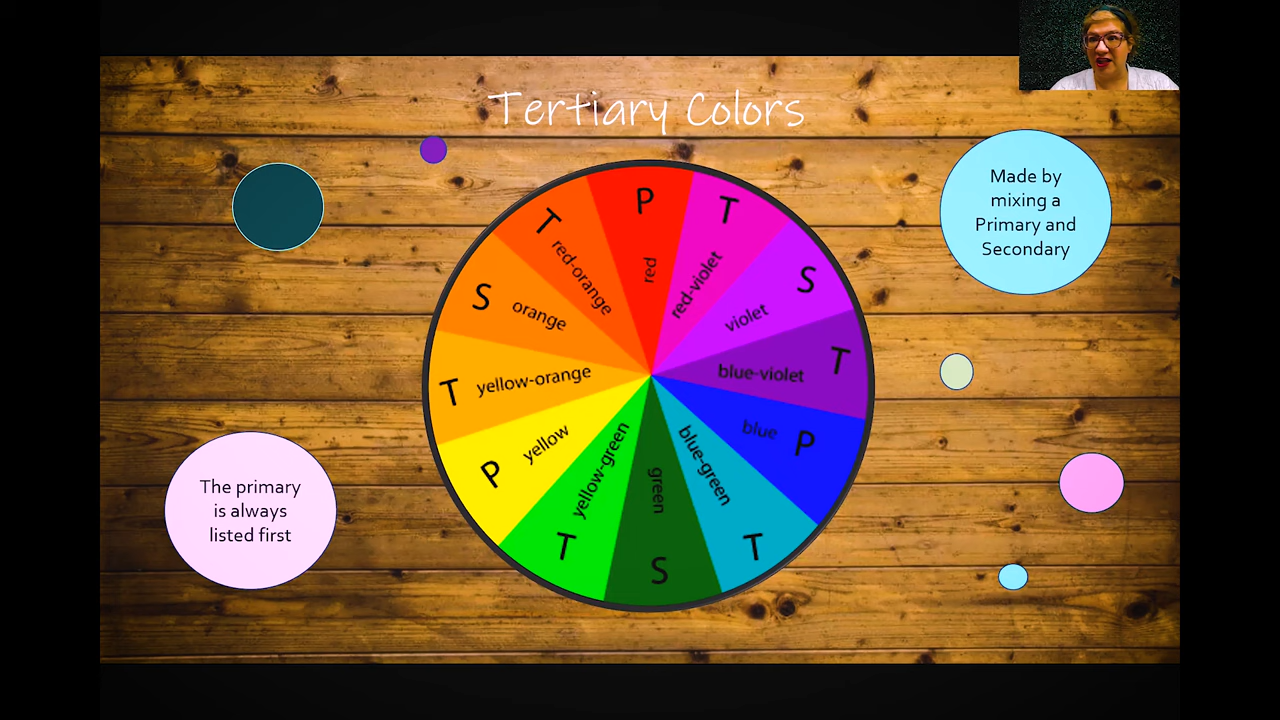 Tertiary Colors
Made by
mixing a
Primary and
Secondary
The primary
is always
listed first
P
red
T
red-violet
S
violet
T
blue-violet
P
blue
T
blue-green
S
green
T
yellow-green
P
yellow
T
yellow-orange
S
orange
T
red-orange